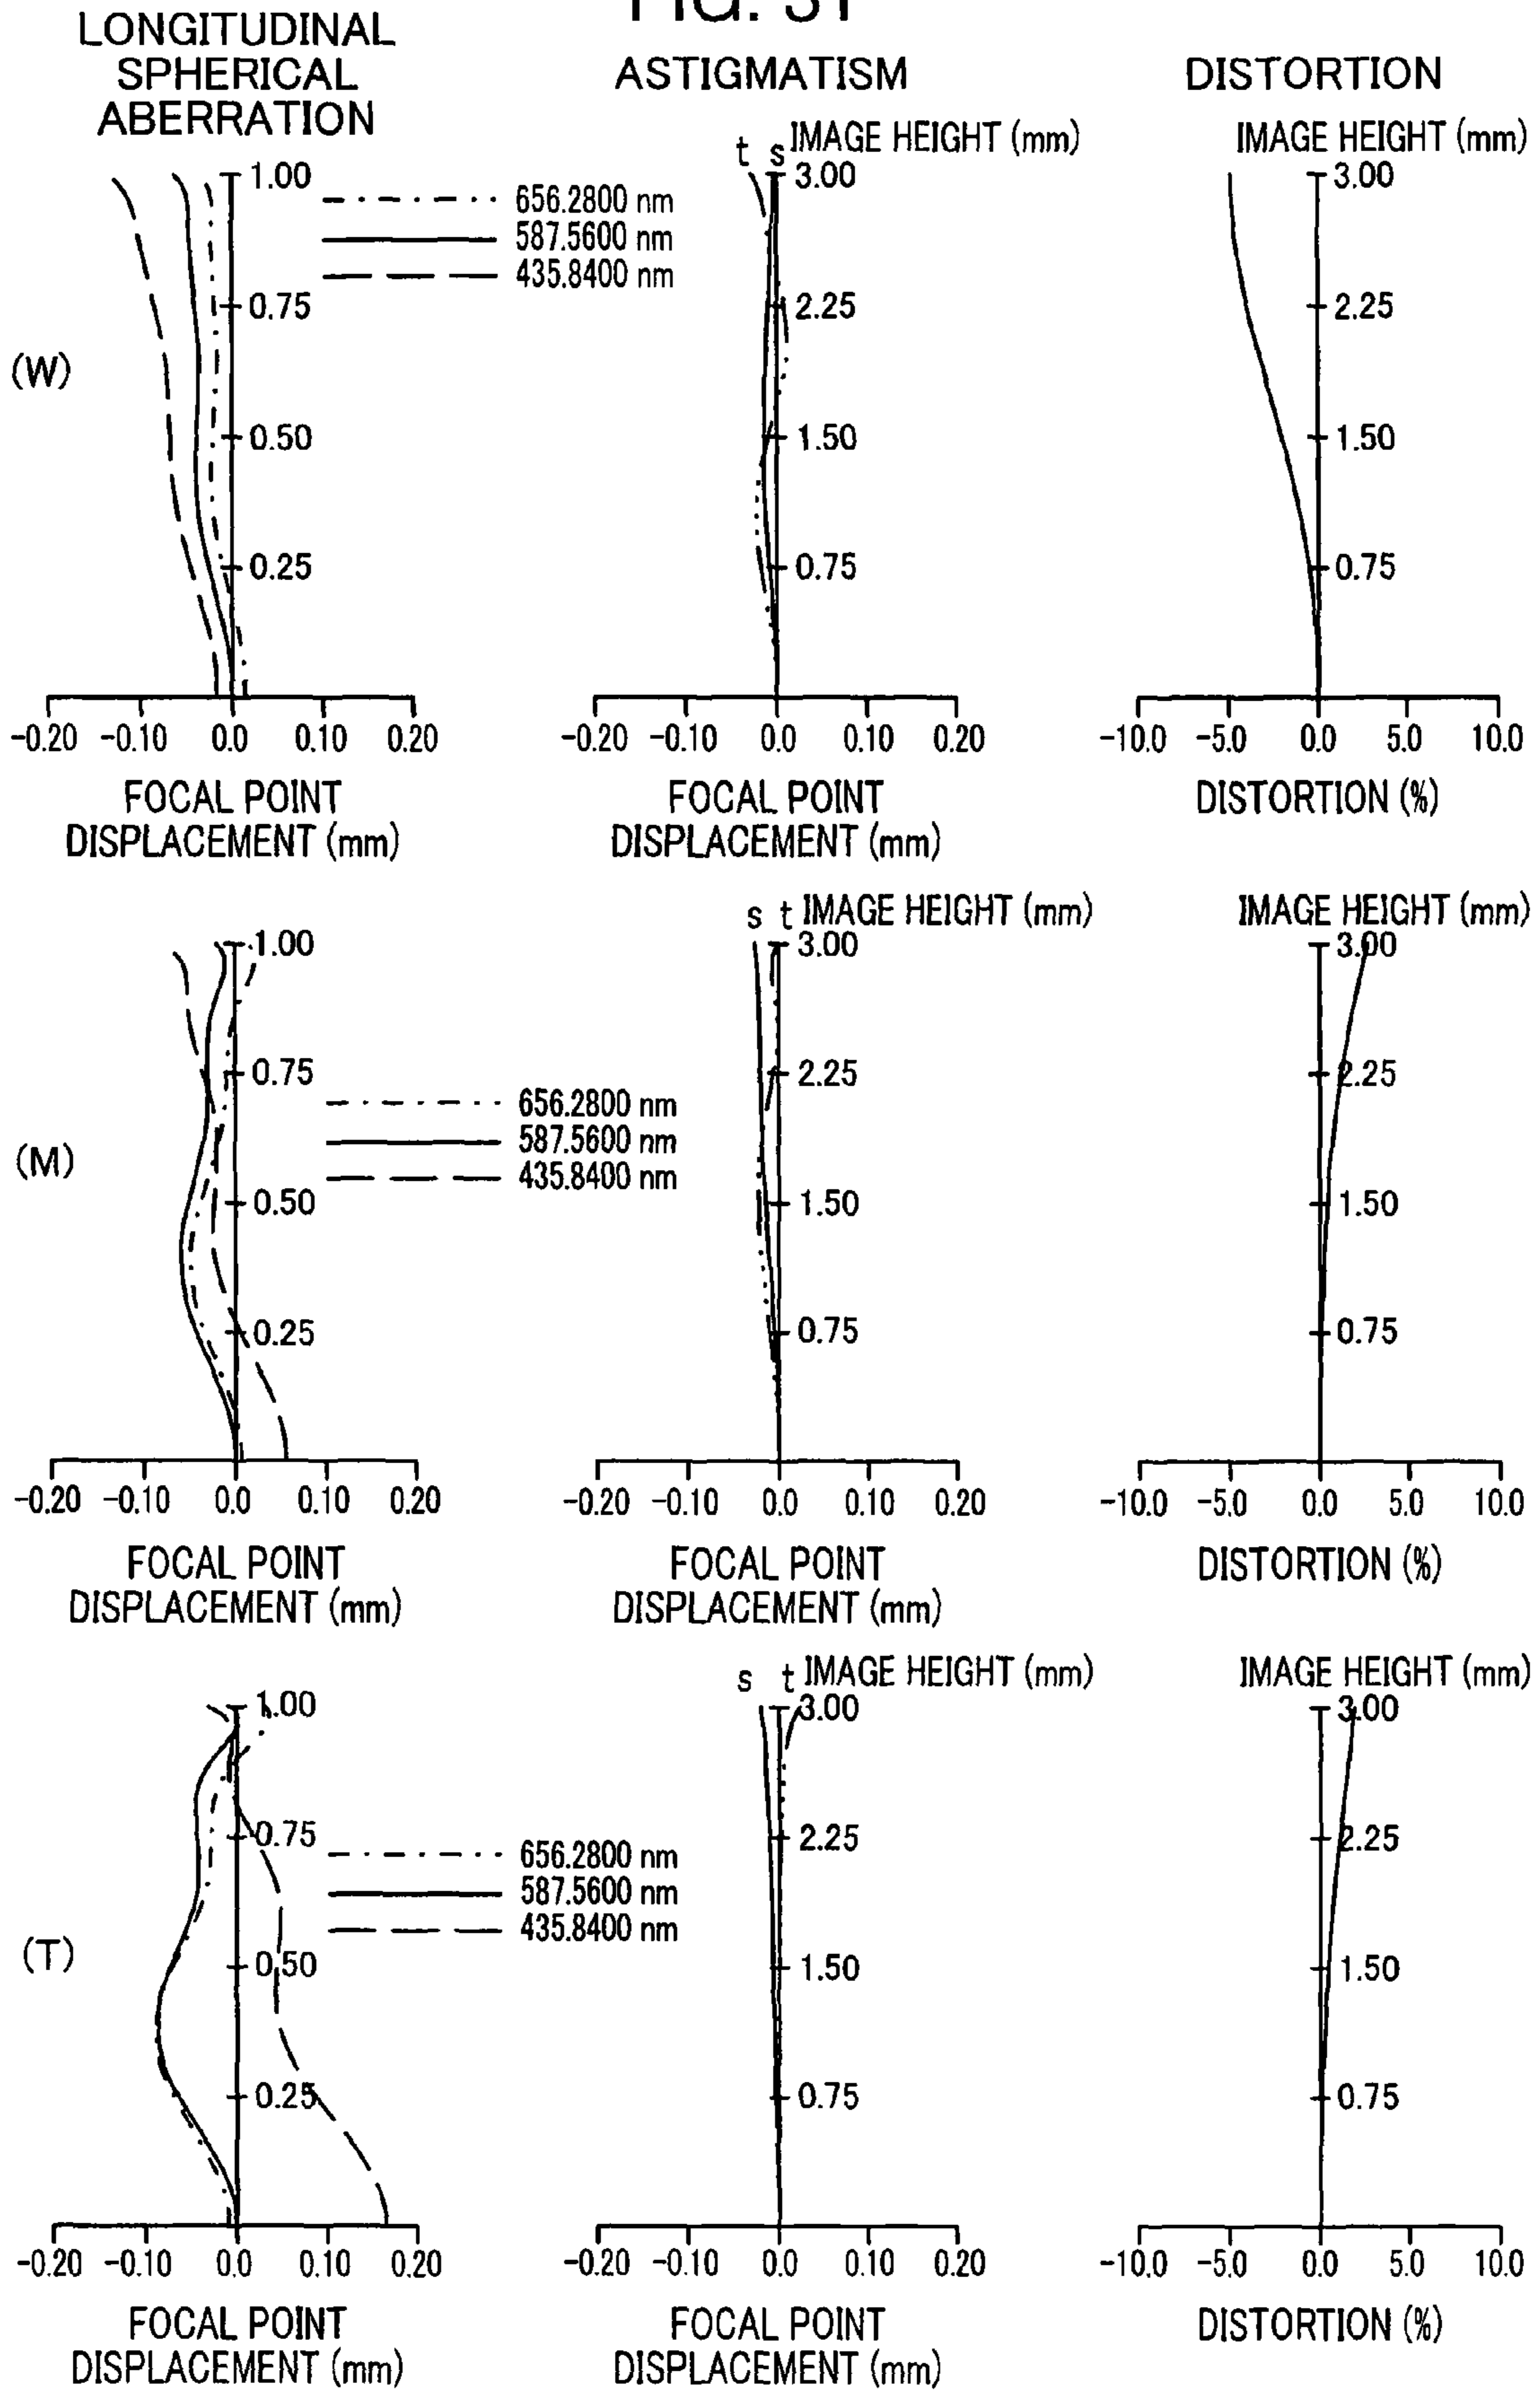 FIG. 31
LONGITUDINAL
SPHERICAL
ABERRATION
ASTIGMATISM
DISTORTION
(W)
1.00
0.75
0.50
0.25
656.2800 nm
587.5600 nm
435.8400 nm
-0.20 -0.10 0.0 0.10 0.20
FOCAL POINT
DISPLACEMENT (mm)
t s IMAGE HEIGHT (mm)
3.00
2.25
1.50
0.75
-0.20 -0.10 0.0 0.10 0.20
FOCAL POINT
DISPLACEMENT (mm)
IMAGE HEIGHT (mm)
3.00
2.25
1.50
0.75
-10.0 -5.0 0.0 5.0 10.0
DISTORTION (%)
(M)
1.00
0.75
0.50
0.25
656.2800 nm
587.5600 nm
435.8400 nm
-0.20 -0.10 0.0 0.10 0.20
FOCAL POINT
DISPLACEMENT (mm)
s t IMAGE HEIGHT (mm)
3.00
2.25
1.50
0.75
-0.20 -0.10 0.0 0.10 0.20
FOCAL POINT
DISPLACEMENT (mm)
IMAGE HEIGHT (mm)
3.00
2.25
1.50
0.75
-10.0 -5.0 0.0 5.0 10.0
DISTORTION (%)
(T)
1.00
0.75
0.50
0.25
656.2800 nm
587.5600 nm
435.8400 nm
-0.20 -0.10 0.0 0.10 0.20
FOCAL POINT
DISPLACEMENT (mm)
s t IMAGE HEIGHT (mm)
3.00
2.25
1.50
0.75
-0.20 -0.10 0.0 0.10 0.20
FOCAL POINT
DISPLACEMENT (mm)
IMAGE HEIGHT (mm)
3.00
2.25
1.50
0.75
-10.0 -5.0 0.0 5.0 10.0
DISTORTION (%)